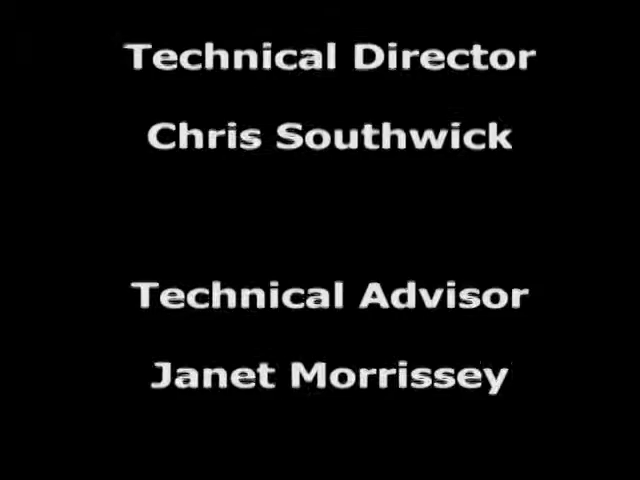 Technical Director
Chris Southwick
Technical Advisor
Janet Morrissey